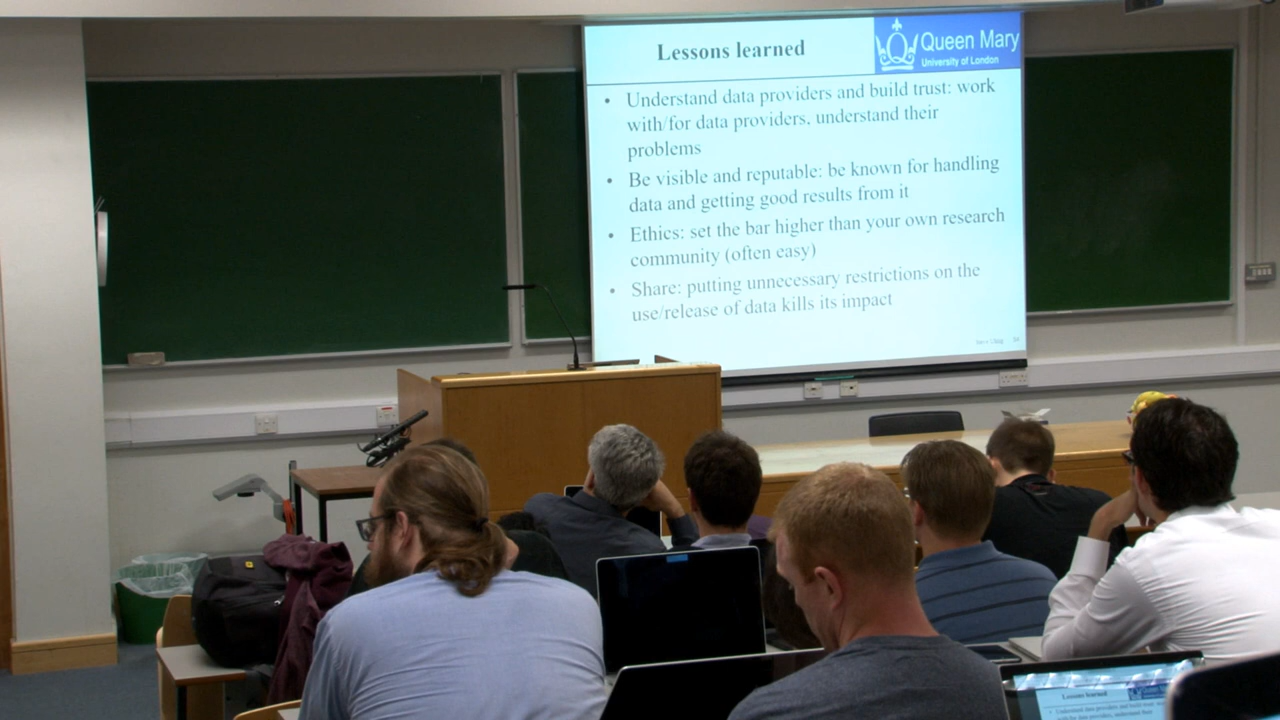 Lessons learned
Queen Mary
University of London
• Understand data providers and build trust: work
with/for data providers, understand their
problems
• Be visible and reputable: be known for handling
data and getting good results from it
• Ethics: set the bar higher than your own research
community (often easy)
• Share: putting unnecessary restrictions on the
use/release of data kills its impact
Lessons learned